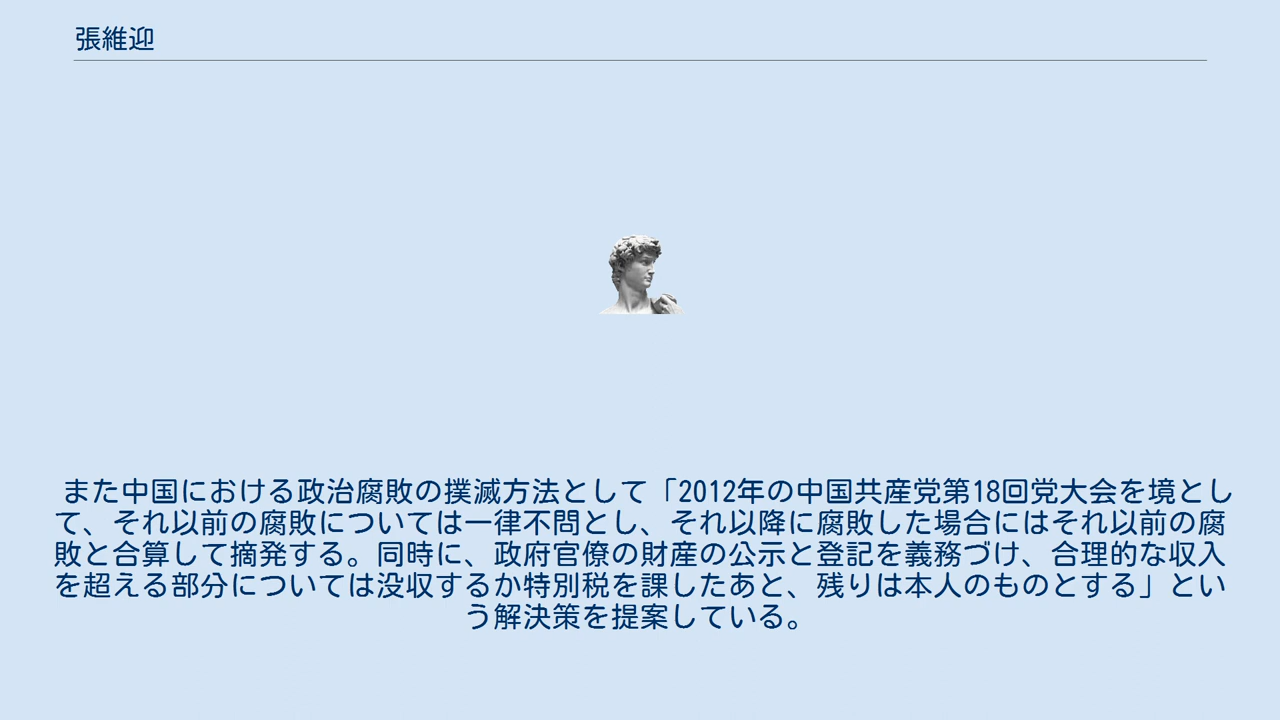 張維迎
また中国における政治腐敗の撲滅方法として「2012年の中国共産党第18回党大会を境とし
て、それ以前の腐敗については一律不問とし、それ以降に腐敗した場合にはそれ以前の腐
敗と合算して摘発する。同時に、政府官僚の財産の公示と登記を義務づけ、合理的な収入
を超える部分については没収するか特別税を課したあと、残りは本人のものとする」とい
う解決策を提案している。